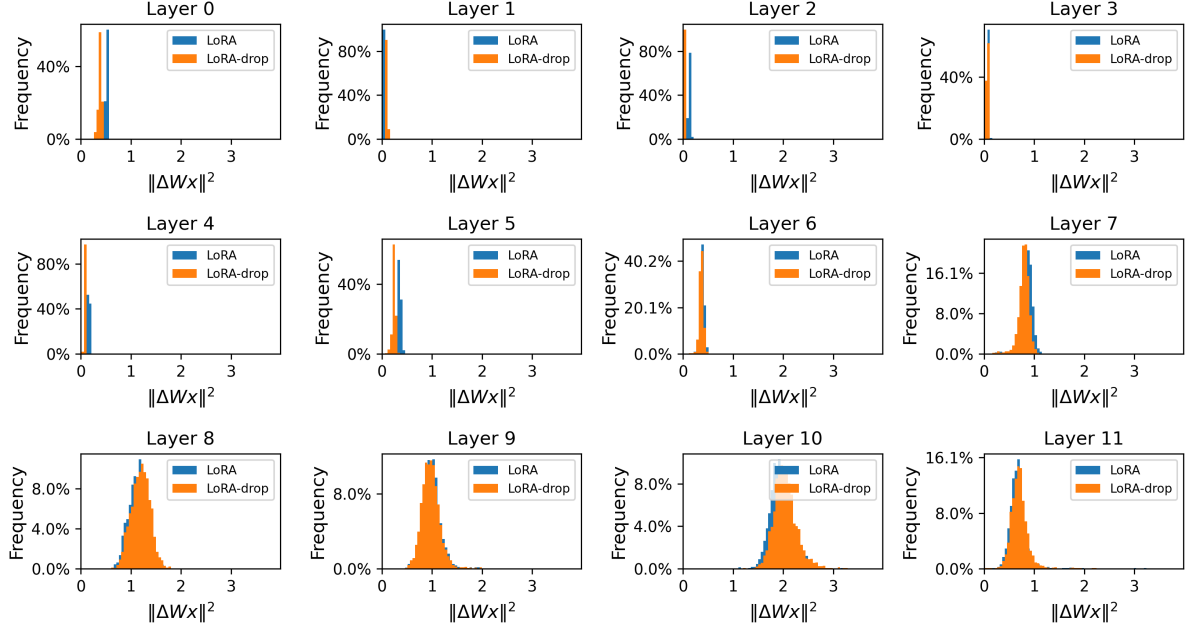 Layer 0
Frequency
40%
0%
LoRA
LoRA-drop
0 1 2 3
‖ΔWx‖²
Layer 1
Frequency
80%
40%
0%
LoRA
LoRA-drop
0 1 2 3
‖ΔWx‖²
Layer 2
Frequency
80%
40%
0%
LoRA
LoRA-drop
0 1 2 3
‖ΔWx‖²
Layer 3
Frequency
40%
0%
LoRA
LoRA-drop
0 1 2 3
‖ΔWx‖²
Layer 4
Frequency
80%
40%
0%
LoRA
LoRA-drop
0 1 2 3
‖ΔWx‖²
Layer 5
Frequency
40%
0%
LoRA
LoRA-drop
0 1 2 3
‖ΔWx‖²
Layer 6
Frequency
40.2%
20.1%
0.0%
LoRA
LoRA-drop
0 1 2 3
‖ΔWx‖²
Layer 7
Frequency
16.1%
8.0%
0.0%
LoRA
LoRA-drop
0 1 2 3
‖ΔWx‖²
Layer 8
Frequency
8.0%
4.0%
0.0%
LoRA
LoRA-drop
0 1 2 3
‖ΔWx‖²
Layer 9
Frequency
8.0%
0.0%
LoRA
LoRA-drop
0 1 2 3
‖ΔWx‖²
Layer 10
Frequency
8.0%
4.0%
0.0%
LoRA
LoRA-drop
0 1 2 3
‖ΔWx‖²
Layer 11
Frequency
16.1%
8.0%
0.0%
LoRA
LoRA-drop
0 1 2 3
‖ΔWx‖²